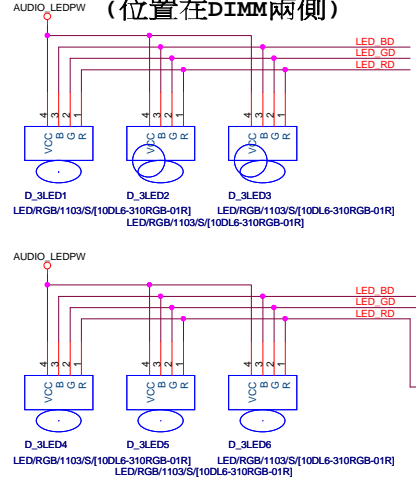 AUDIO_LEDPW (位置在DIMM兩側)
LED_BD
LED_GD
LED_RD
4 3 2 1 4 3 2 1 4 3 2 1
VCC B G R VCC B G R VCC B G R
D_3LED1 D_3LED2 D_3LED3
LED/RGB/1103/S/[10DL6-310RGB-01R] LED/RGB/1103/S/[10DL6-310RGB-01R]
LED/RGB/1103/S/[10DL6-310RGB-01R]
AUDIO_LEDPW
LED_BD
LED_GD
LED_RD
4 3 2 1 4 3 2 1 4 3 2 1
VCC B G R VCC B G R VCC B G R
D_3LED4 D_3LED5 D_3LED6
LED/RGB/1103/S/[10DL6-310RGB-01R] LED/RGB/1103/S/[10DL6-310RGB-01R]
LED/RGB/1103/S/[10DL6-310RGB-01R]